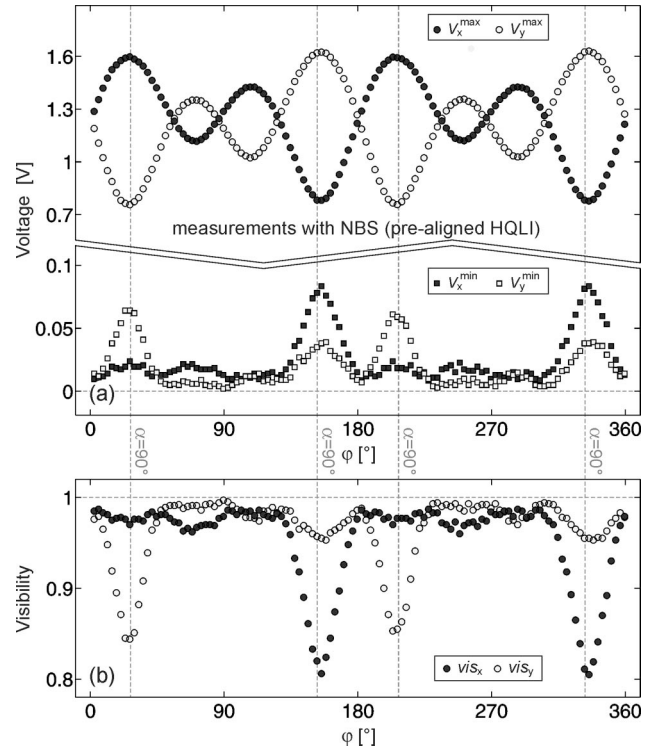 V_x^max V_y^max
Voltage [V]
1.6
1.3
1
0.7
measurements with NBS (pre-aligned HQLI)
V_x^min V_y^min
0.1
0.05
0
(a)
0 90 180 270 360
φ [°]
α=90° α=90° α=90° α=90°
Visibility
1
0.9
0.8
(b)
vis_x vis_y
0 90 180 270 360
φ [°]